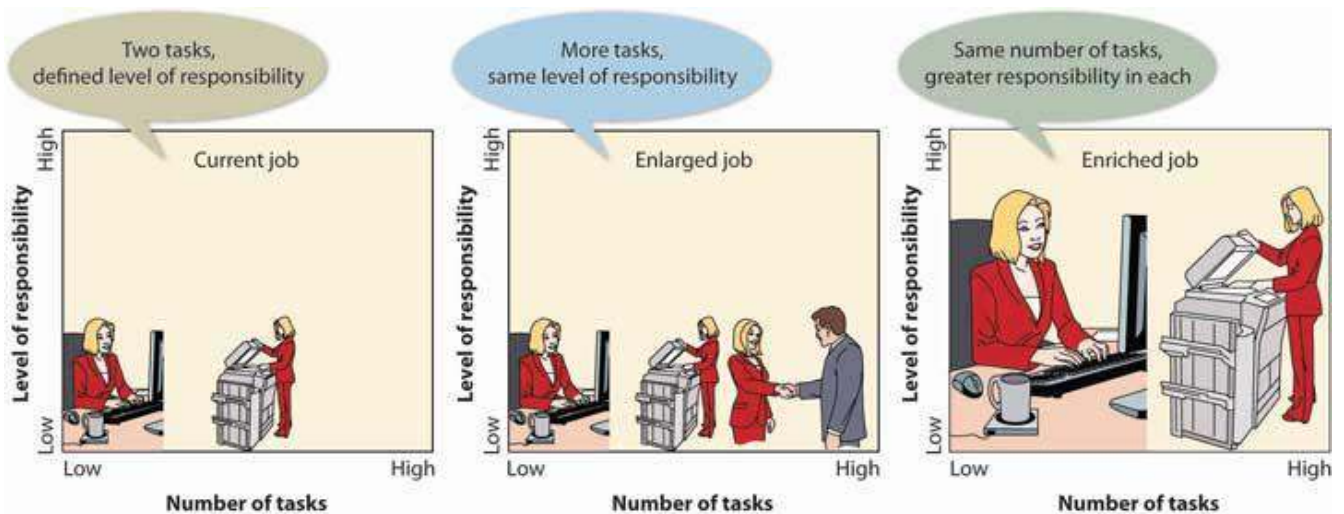 Two tasks,
defined level of responsibility
More tasks,
same level of responsibility
Same number of tasks,
greater responsibility in each
Current job
High
Level of responsibility
Low
Low
High
Number of tasks
Enlarged job
High
Level of responsibility
Low
Low
High
Number of tasks
Enriched job
High
Level of responsibility
Low
Low
High
Number of tasks